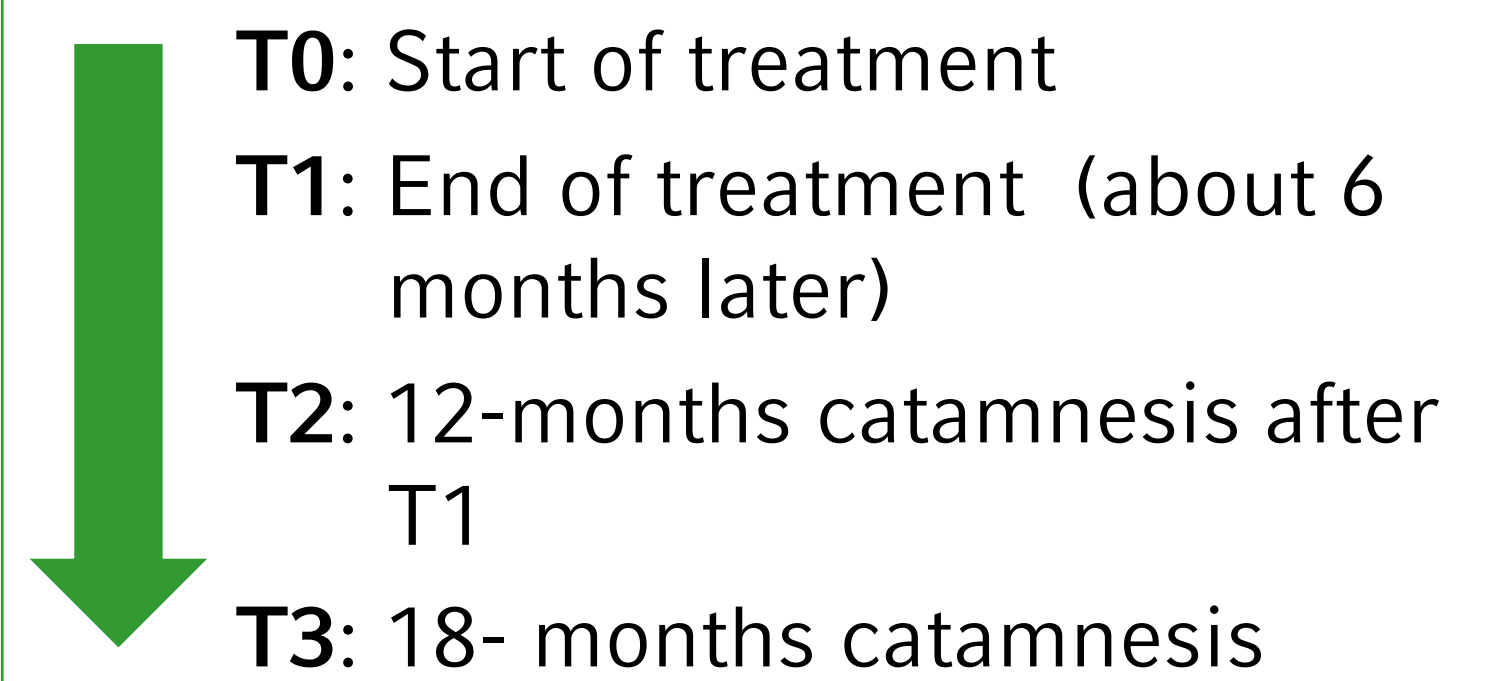 T0: Start of treatment
T1: End of treatment (about 6
months later)
T2: 12-months catamnesis after
T1
T3: 18- months catamnesis